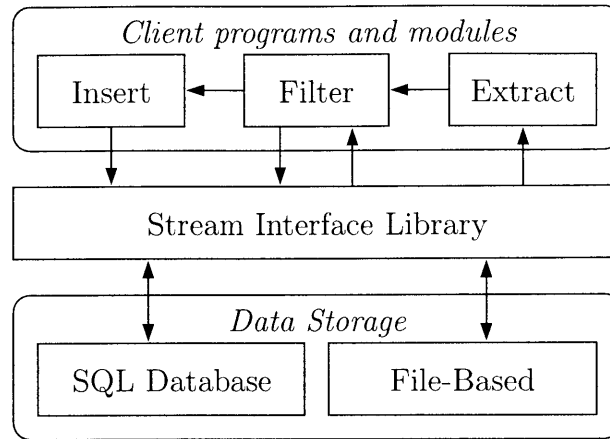 Client programs and modules
Insert
Filter
Extract
Stream Interface Library
Data Storage
SQL Database
File-Based